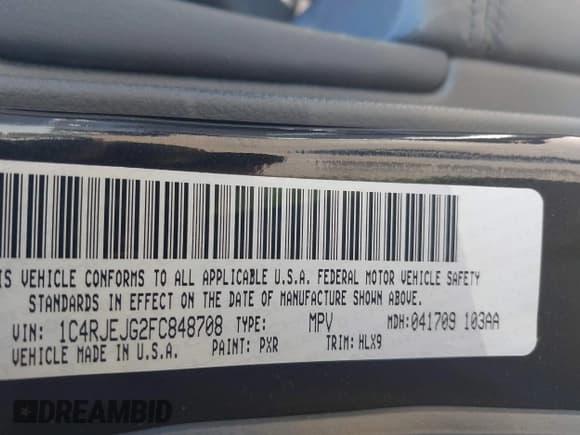 IS VEHICLE CONFORMS TO ALL APPLICABLE U.S.A. FEDERAL MOTOR VEHICLE SAFETY
STANDARDS IN EFFECT ON THE DATE OF MANUFACTURE SHOWN ABOVE.
VIN: 1C4RJEJG2FC848708 TYPE: MPV MDH:041709 103AA
VEHICLE MADE IN U.S.A. PAINT: PXR TRIM: HLX9
DREAMBID